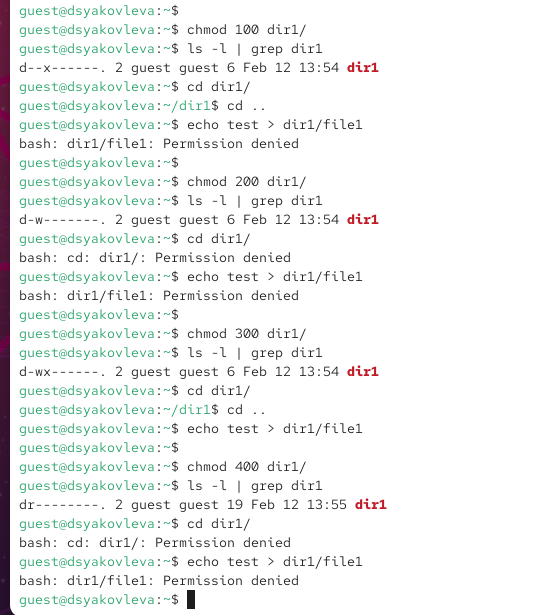 guest@dsyakovleva:~$
guest@dsyakovleva:~$ chmod 100 dir1/
guest@dsyakovleva:~$ ls -l | grep dir1
d--x------. 2 guest guest 6 Feb 12 13:54 dir1
guest@dsyakovleva:~$ cd dir1/
guest@dsyakovleva:~/dir1$ cd ..
guest@dsyakovleva:~$ echo test > dir1/file1
bash: dir1/file1: Permission denied
guest@dsyakovleva:~$
guest@dsyakovleva:~$ chmod 200 dir1/
guest@dsyakovleva:~$ ls -l | grep dir1
d-w-------. 2 guest guest 6 Feb 12 13:54 dir1
guest@dsyakovleva:~$ cd dir1/
bash: cd: dir1/: Permission denied
guest@dsyakovleva:~$ echo test > dir1/file1
bash: dir1/file1: Permission denied
guest@dsyakovleva:~$
guest@dsyakovleva:~$ chmod 300 dir1/
guest@dsyakovleva:~$ ls -l | grep dir1
d-wx------. 2 guest guest 6 Feb 12 13:54 dir1
guest@dsyakovleva:~$ cd dir1/
guest@dsyakovleva:~/dir1$ cd ..
guest@dsyakovleva:~$ echo test > dir1/file1
guest@dsyakovleva:~$
guest@dsyakovleva:~$ chmod 400 dir1/
guest@dsyakovleva:~$ ls -l | grep dir1
dr--------. 2 guest guest 19 Feb 12 13:55 dir1
guest@dsyakovleva:~$ cd dir1/
bash: cd: dir1/: Permission denied
guest@dsyakovleva:~$ echo test > dir1/file1
bash: dir1/file1: Permission denied
guest@dsyakovleva:~$